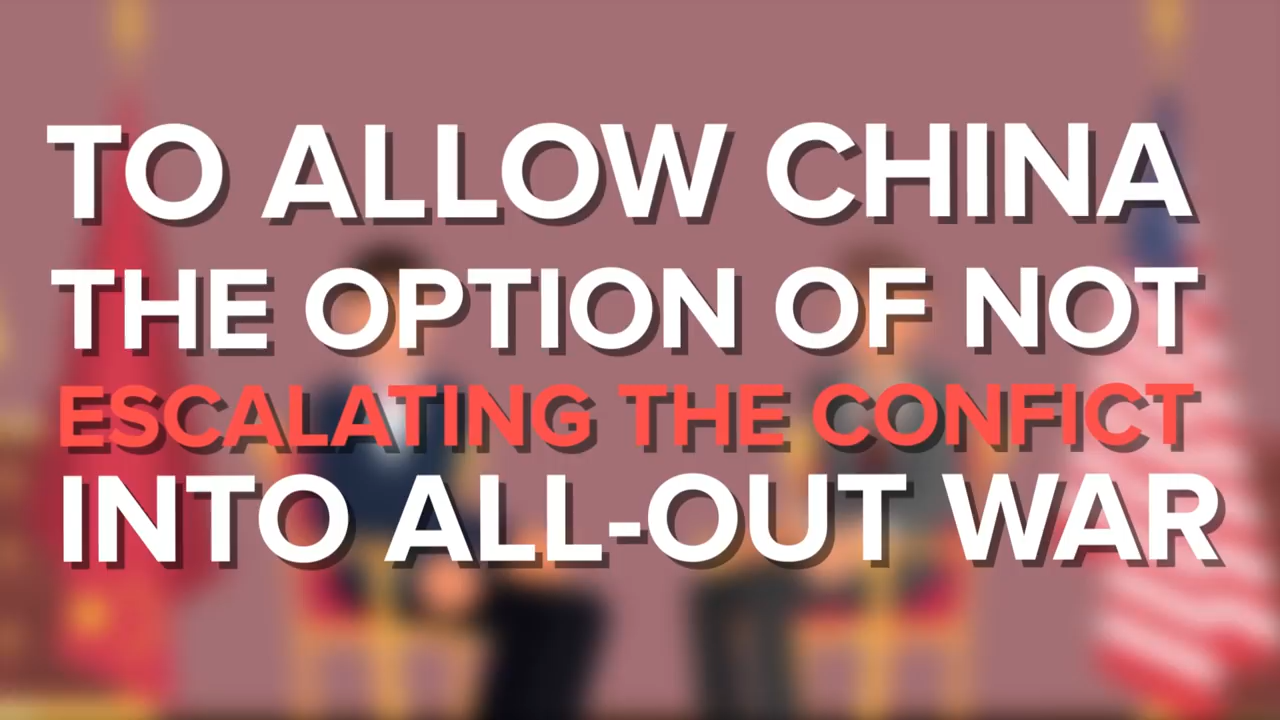 TO ALLOW CHINA
THE OPTION OF NOT
ESCALATING THE CONFICT
INTO ALL-OUT WAR